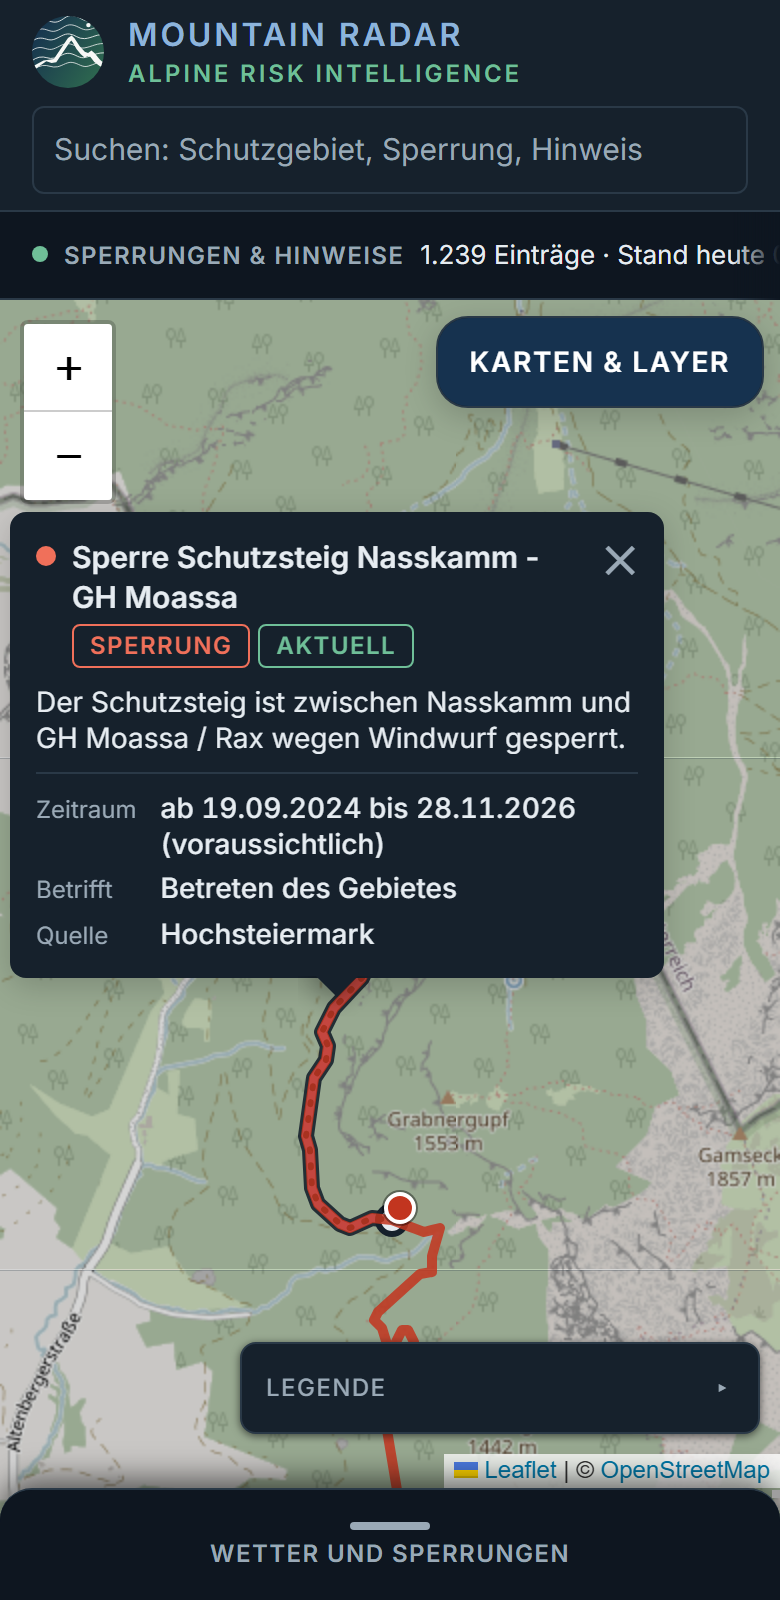 MOUNTAIN RADAR
ALPINE RISK INTELLIGENCE
Suchen: Schutzgebiet, Sperrung, Hinweis
SPERRUNGEN & HINWEISE 1.239 Einträge · Stand heute
+
KARTEN & LAYER
−
Sperre Schutzsteig Nasskamm -
GH Moassa
SPERRUNG AKTUELL
Der Schutzsteig ist zwischen Nasskamm und
GH Moassa / Rax wegen Windwurf gesperrt.
Zeitraum ab 19.09.2024 bis 28.11.2026
(voraussichtlich)
Betrifft Betreten des Gebietes
Quelle Hochsteiermark
Grabnergupf
1553 m
Gamseck
1857 m
Altenbergerstraße
LEGENDE
1442 m
Leaflet | © OpenStreetMap
WETTER UND SPERRUNGEN